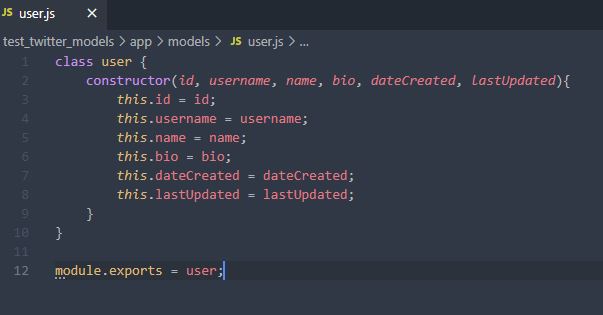 JS user.js ×
test_twitter_models > app > models > JS user.js > ...
1 class user {
2 constructor(id, username, name, bio, dateCreated, lastUpdated){
3 this.id = id;
4 this.username = username;
5 this.name = name;
6 this.bio = bio;
7 this.dateCreated = dateCreated;
8 this.lastUpdated = lastUpdated;
9 }
10 }
11
12 module.exports = user;